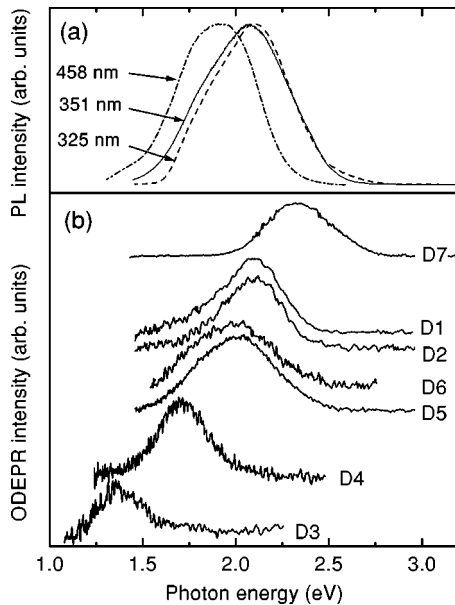 (a)
PL intensity (arb. units)
458 nm
351 nm
325 nm
(b)
ODEPR intensity (arb. units)
D7
D1
D2
D6
D5
D4
D3
1.0 1.5 2.0 2.5 3.0
Photon energy (eV)